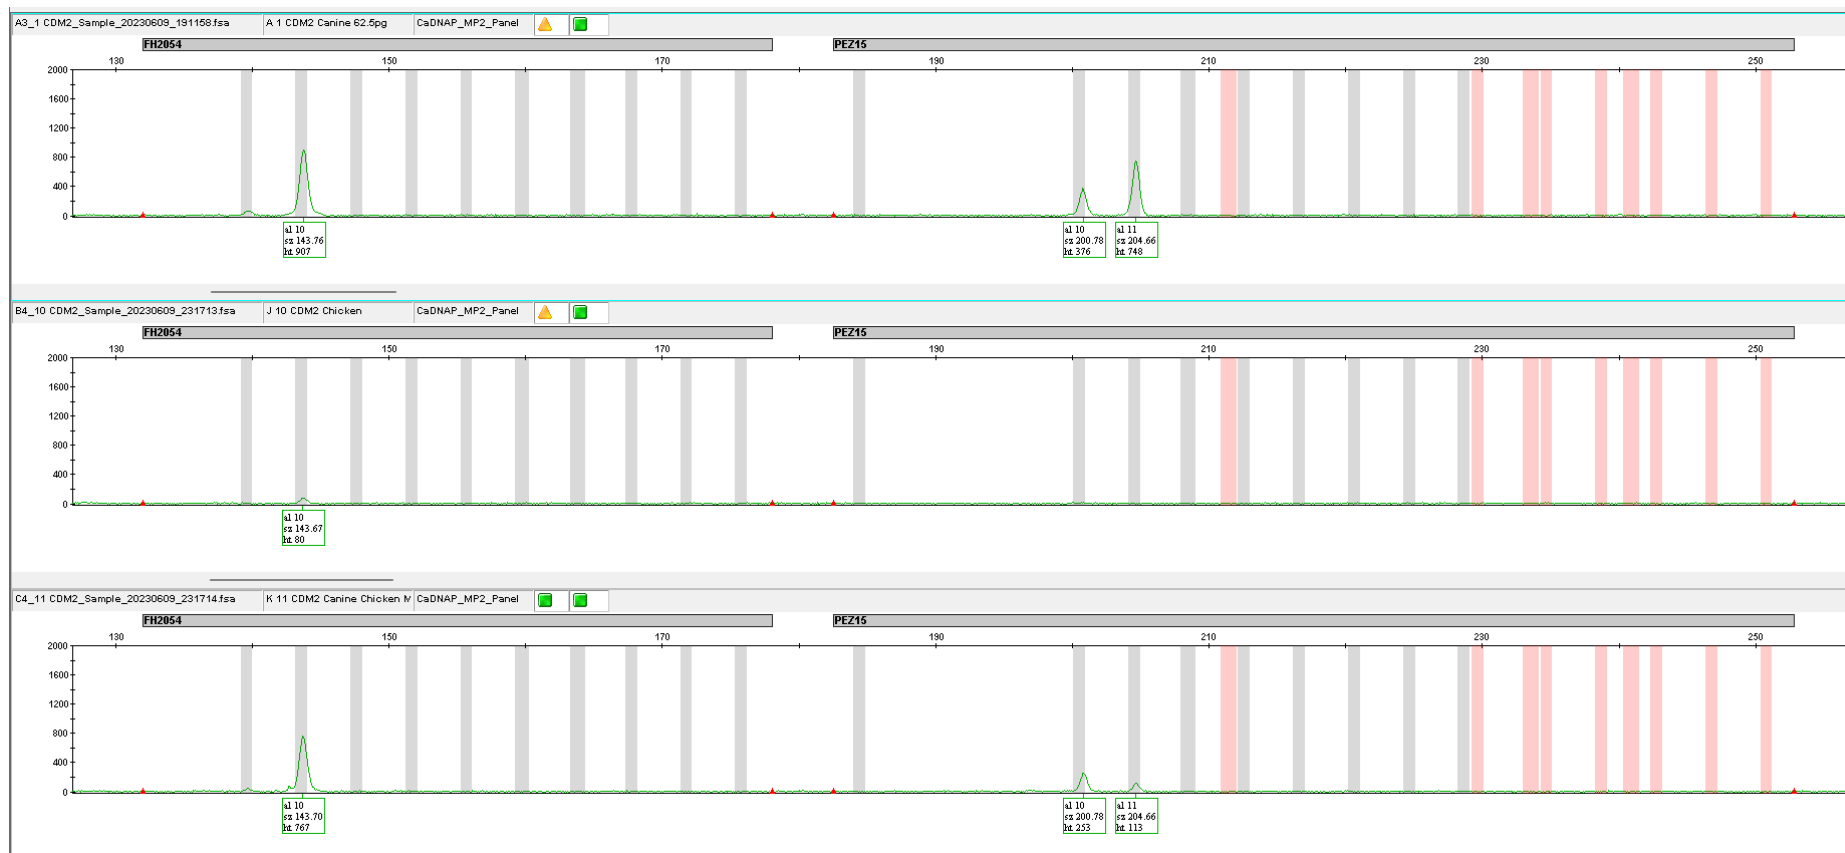 A3_1 CDM2_Sample_20230609_191158.fsa A 1 CDM2 Canine 62.5pg CaDNAP_MP2_Panel
FH2054 PEZ15
130 150 170 190 210 230 250
2000
1600
1200
800
400
0
al 10 al 10 al 11
sz 143.76 sz 200.78 sz 204.66
ht 907 ht 376 ht 748
B4_10 CDM2_Sample_20230609_231713.fsa J 10 CDM2 Chicken CaDNAP_MP2_Panel
FH2054 PEZ15
130 150 170 190 210 230 250
2000
1600
1200
800
400
0
al 10
sz 143.67
ht 80
C4_11 CDM2_Sample_20230609_231714.fsa K 11 CDM2 Canine Chicken M CaDNAP_MP2_Panel
FH2054 PEZ15
130 150 170 190 210 230 250
2000
1600
1200
800
400
0
al 10 al 10 al 11
sz 143.70 sz 200.78 sz 204.66
ht 767 ht 253 ht 113